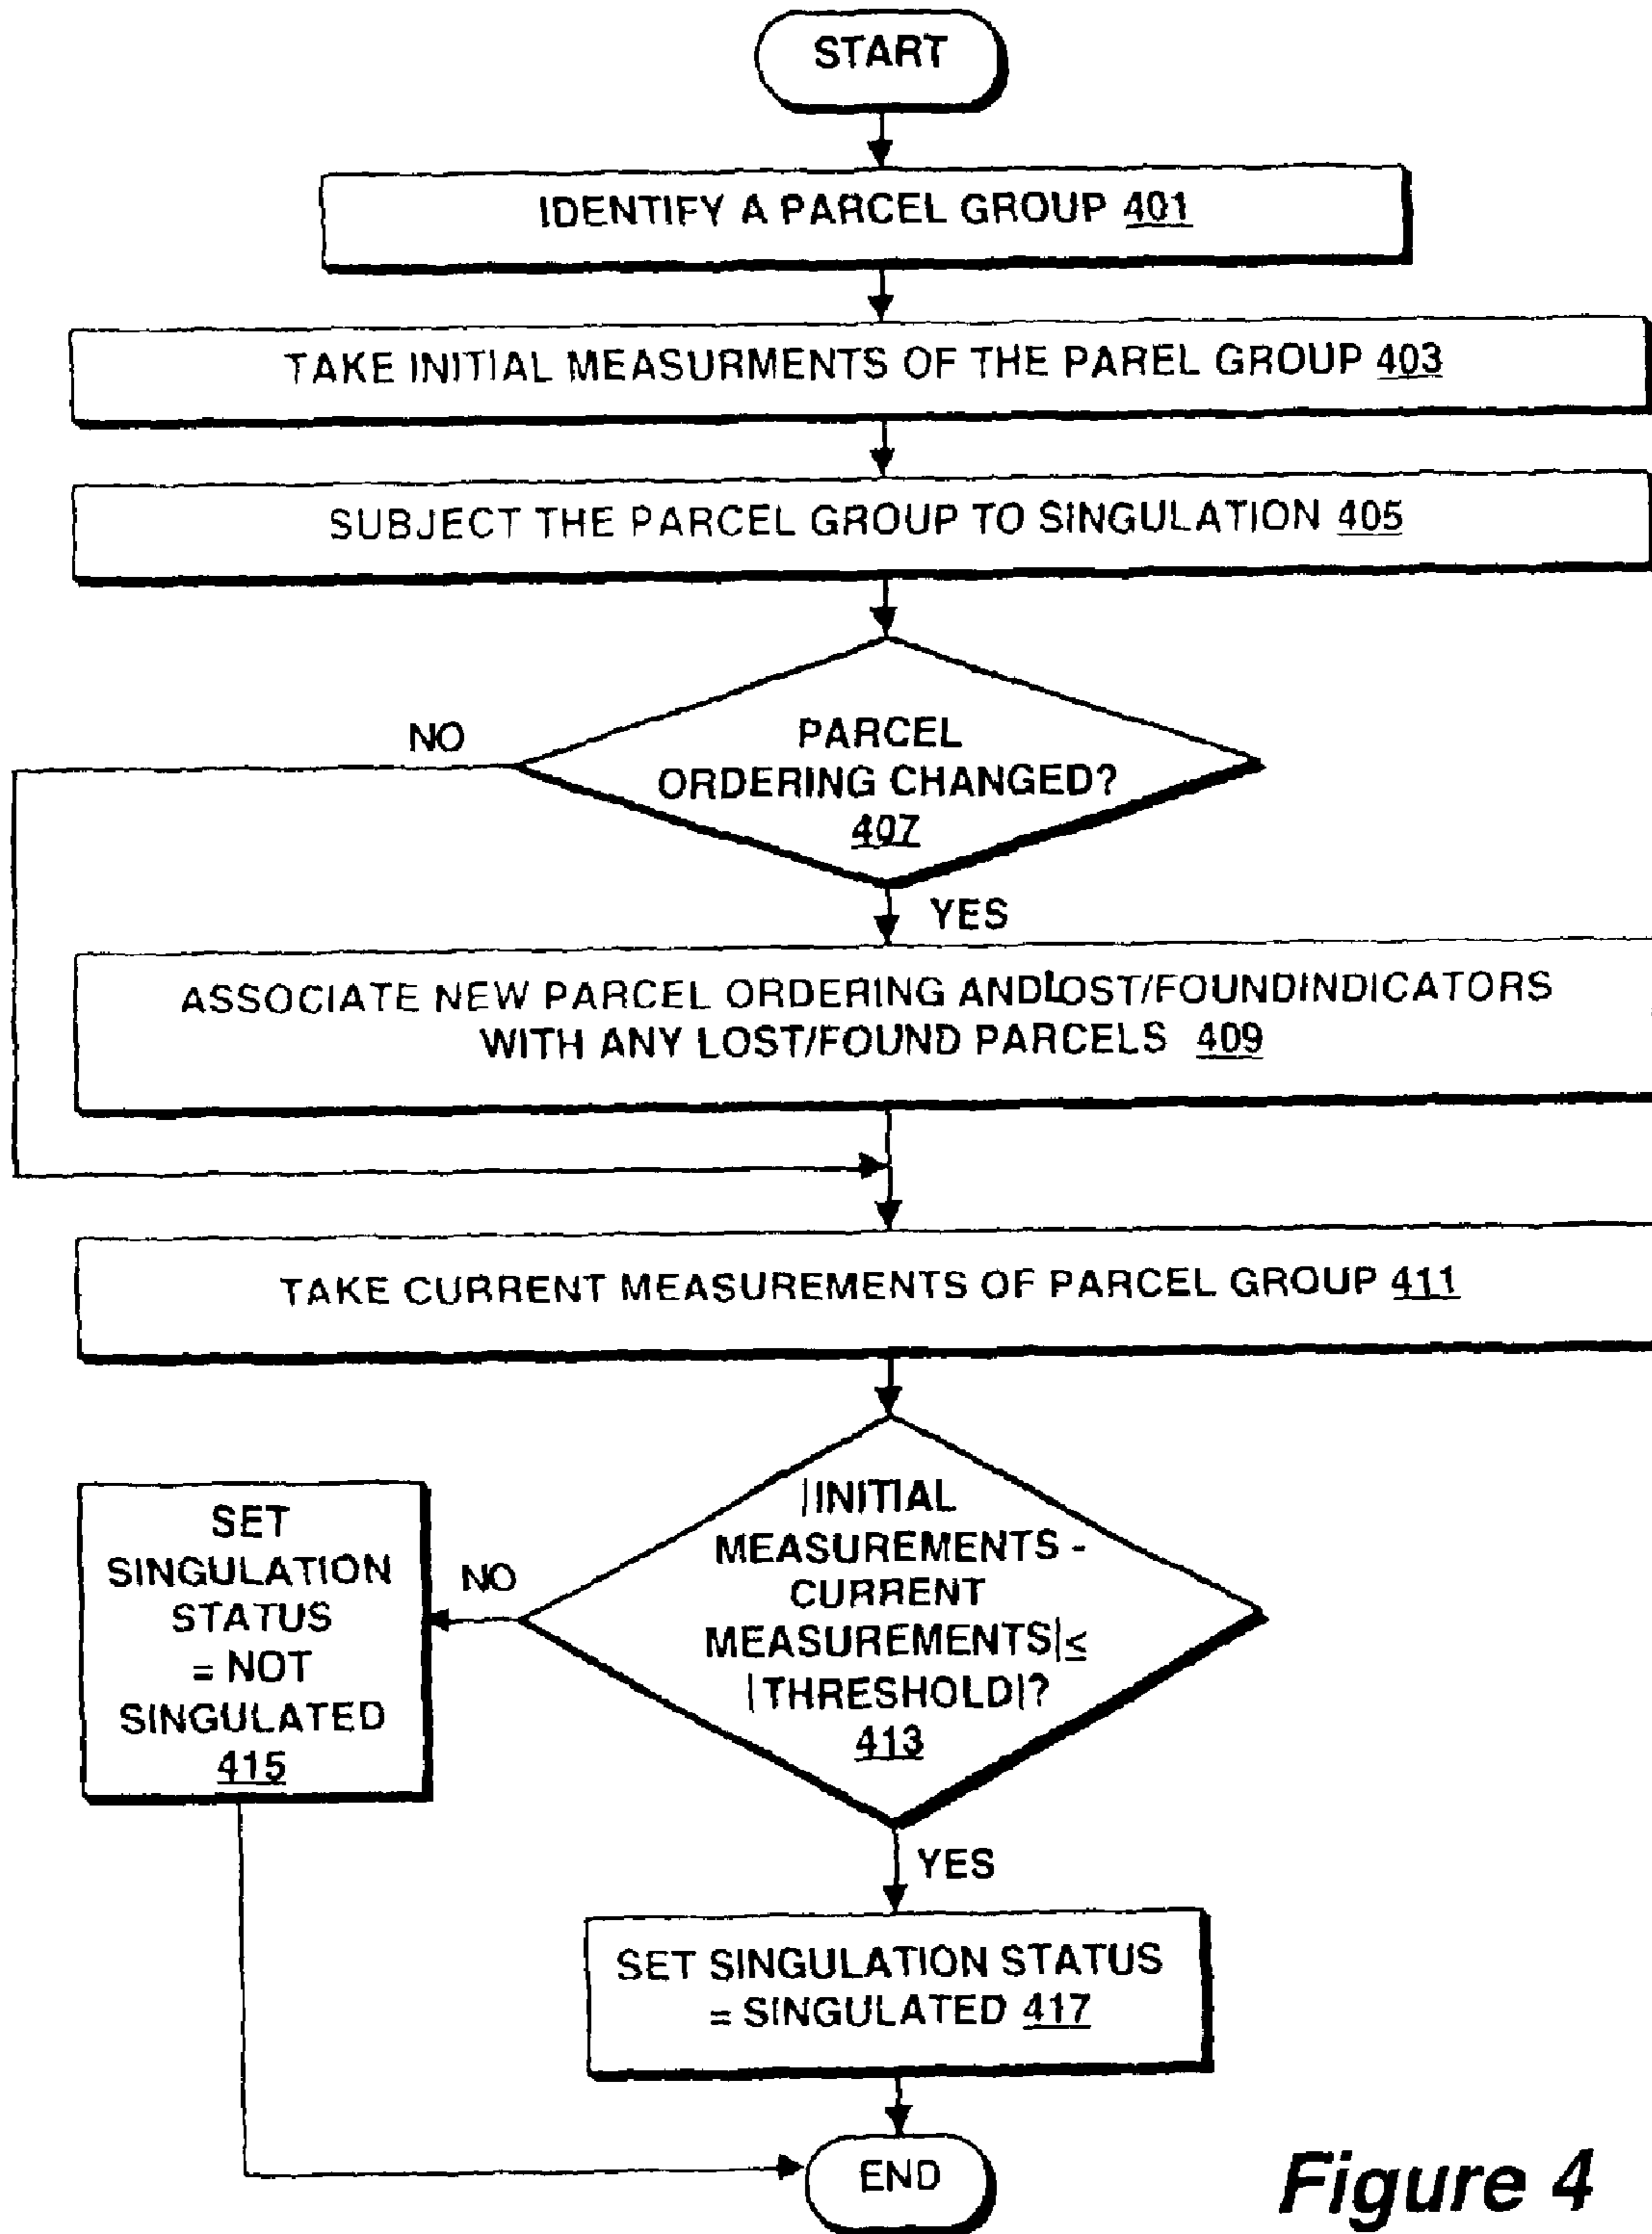 START
IDENTIFY A PARCEL GROUP 401
TAKE INITIAL MEASURMENTS OF THE PAREL GROUP 403
SUBJECT THE PARCEL GROUP TO SINGULATION 405
NO
PARCEL
ORDERING CHANGED?
407
YES
ASSOCIATE NEW PARCEL ORDERING ANDLOST/FOUNDINDICATORS
WITH ANY LOST/FOUND PARCELS 409
TAKE CURRENT MEASUREMENTS OF PARCEL GROUP 411
|INITIAL
MEASUREMENTS -
CURRENT
MEASUREMENTS|≤
|THRESHOLD|?
413
NO
SET
SINGULATION
STATUS
= NOT
SINGULATED
415
YES
SET SINGULATION STATUS
= SINGULATED 417
END
Figure 4